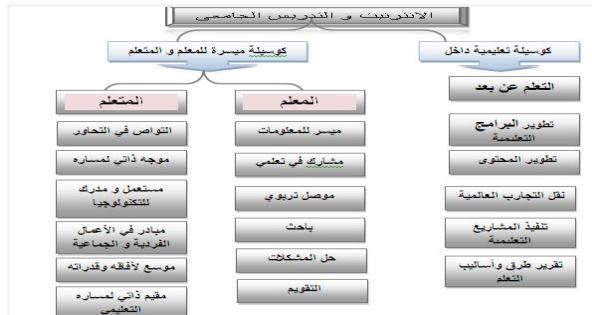 الانترنيت و التدريس الجامعي
كوسيلة تعليمية داخل
كوسيلة ميسرة للمعلم و المتعلم
التعلم عن بعد
تطوير البرامج
التعليمية
تطوير المحتوى
نقل التجارب العالمية
تنفيذ المشاريع
التعليمية
تقرير طرق وأساليب
التعلم
المعلم
ميسر للمعلومات
مشارك في تعلمي
موصل تربوي
باحث
حل المشكلات
التقويم
المتعلم
التواص في التحاور
موجه ذاتي لمساره
مستعمل و مدرك
للتكنولوجيا
مبادر في الأعمال
الفردية و الجماعية
موسع لآفاقه وقدراته
مقيم ذاتي لمساره
التعليمي